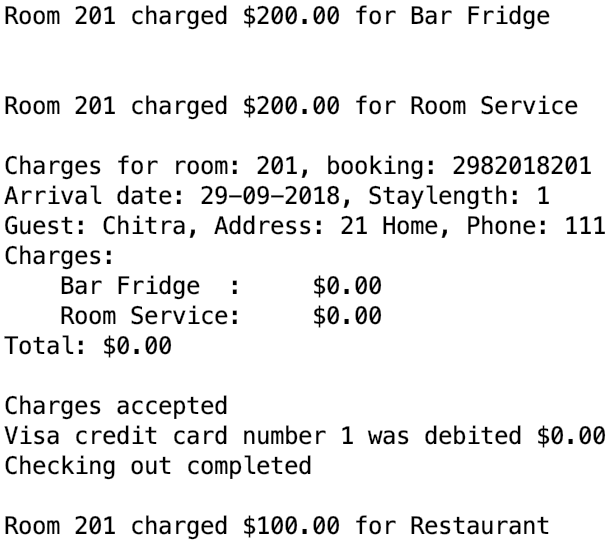 Room 201 charged $200.00 for Bar Fridge
Room 201 charged $200.00 for Room Service
Charges for room: 201, booking: 2982018201
Arrival date: 29-09-2018, Staylength: 1
Guest: Chitra, Address: 21 Home, Phone: 111
Charges:
    Bar Fridge  :     $0.00
    Room Service:     $0.00
Total: $0.00
Charges accepted
Visa credit card number 1 was debited $0.00
Checking out completed
Room 201 charged $100.00 for Restaurant